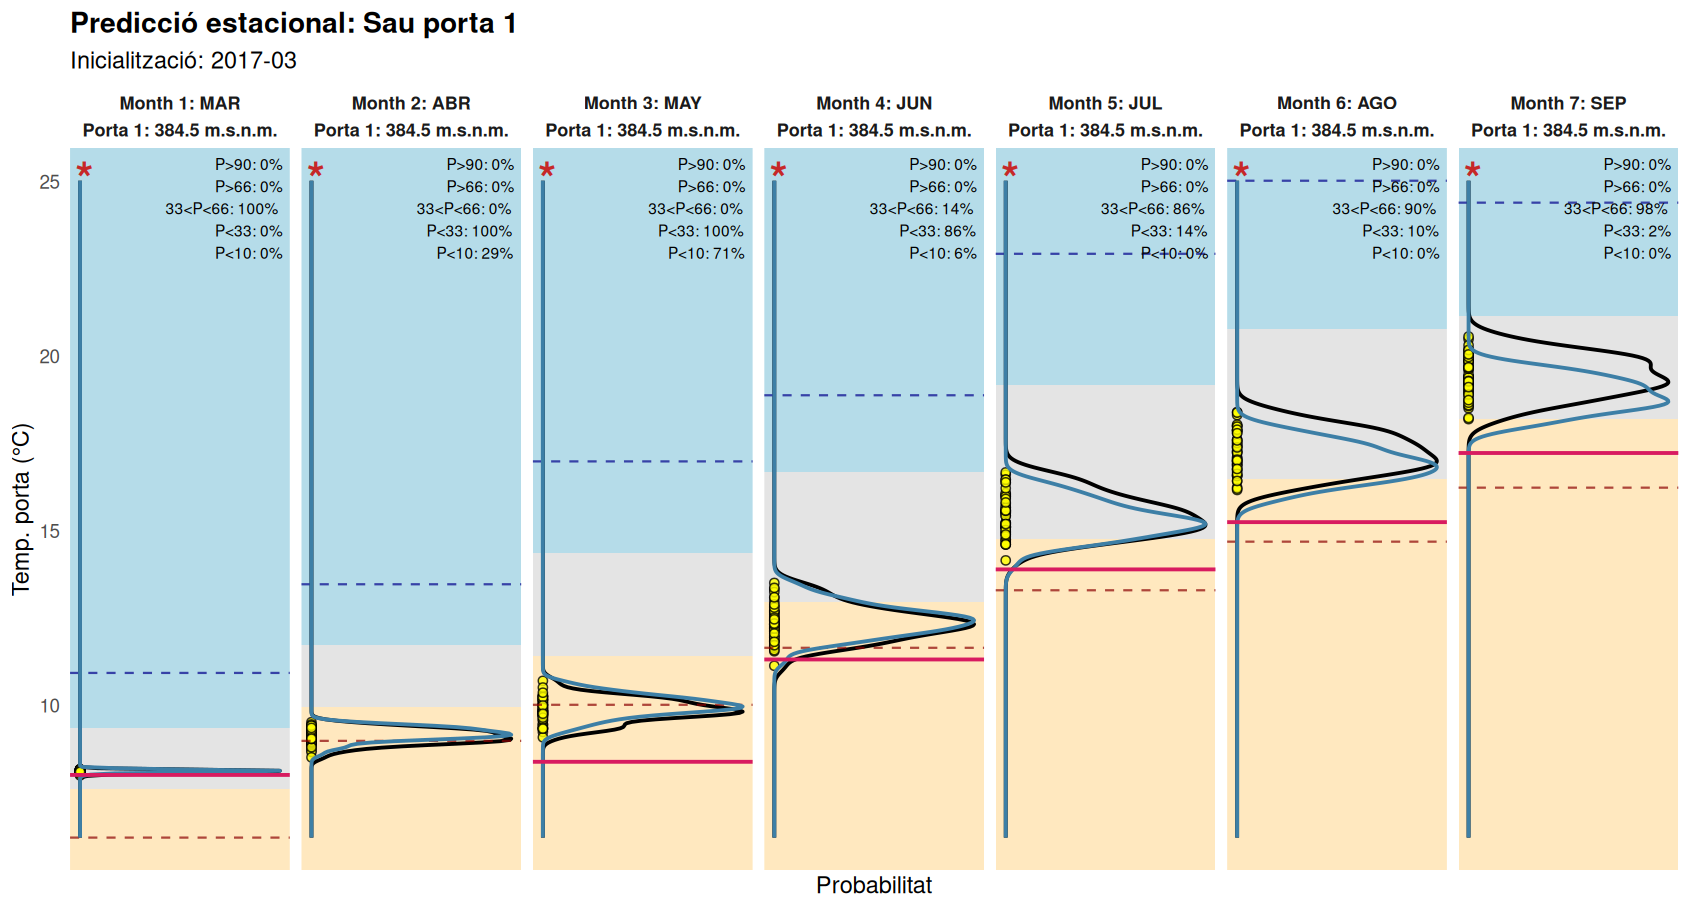 Predicció estacional: Sau porta 1
Inicialització: 2017-03
Month 1: MAR
Porta 1: 384.5 m.s.n.m.
Month 2: ABR
Porta 1: 384.5 m.s.n.m.
Month 3: MAY
Porta 1: 384.5 m.s.n.m.
Month 4: JUN
Porta 1: 384.5 m.s.n.m.
Month 5: JUL
Porta 1: 384.5 m.s.n.m.
Month 6: AGO
Porta 1: 384.5 m.s.n.m.
Month 7: SEP
Porta 1: 384.5 m.s.n.m.
*
P>90: 0%
P>66: 0%
33<P<66: 100%
P<33: 0%
P<10: 0%
*
P>90: 0%
P>66: 0%
33<P<66: 0%
P<33: 100%
P<10: 29%
*
P>90: 0%
P>66: 0%
33<P<66: 0%
P<33: 100%
P<10: 71%
*
P>90: 0%
P>66: 0%
33<P<66: 14%
P<33: 86%
P<10: 6%
*
P>90: 0%
P>66: 0%
33<P<66: 86%
P<33: 14%
P<10: 0%
*
P>90: 0%
P>66: 0%
33<P<66: 90%
P<33: 10%
P<10: 0%
*
P>90: 0%
P>66: 0%
33<P<66: 98%
P<33: 2%
P<10: 0%
25
20
15
10
Temp. porta (°C)
Probabilitat